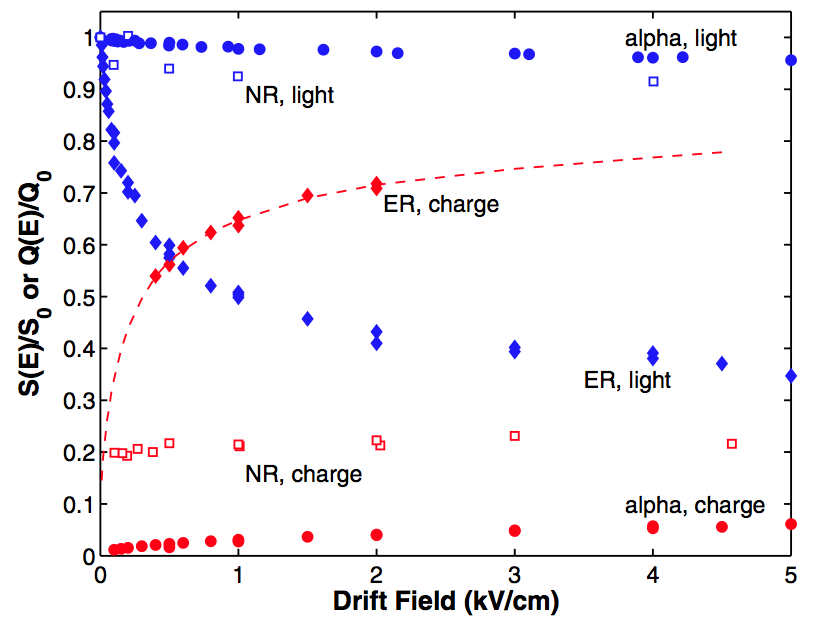 1
0.9
0.8
0.7
0.6
0.5
0.4
0.3
0.2
0.1
0
0
1
2
3
4
5
S(E)/S₀ or Q(E)/Q₀
Drift Field (kV/cm)
alpha, light
NR, light
ER, charge
ER, light
NR, charge
alpha, charge